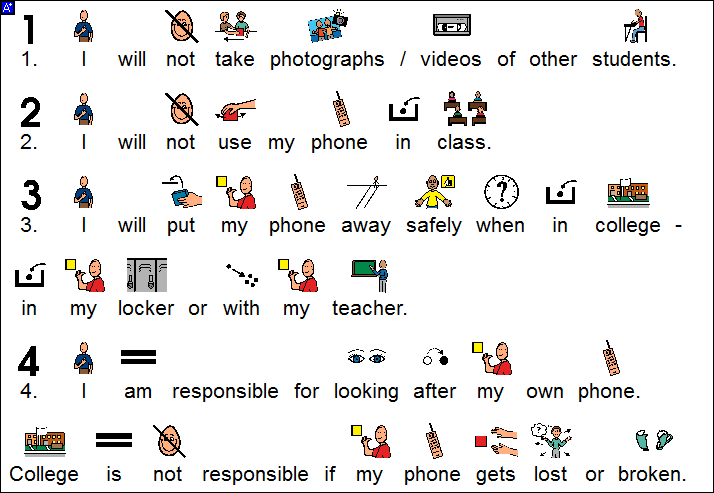 1. I will not take photographs / videos of other students.
2. I will not use my phone in class.
3. I will put my phone away safely when in college -
in my locker or with my teacher.
4. I am responsible for looking after my own phone.
College is not responsible if my phone gets lost or broken.